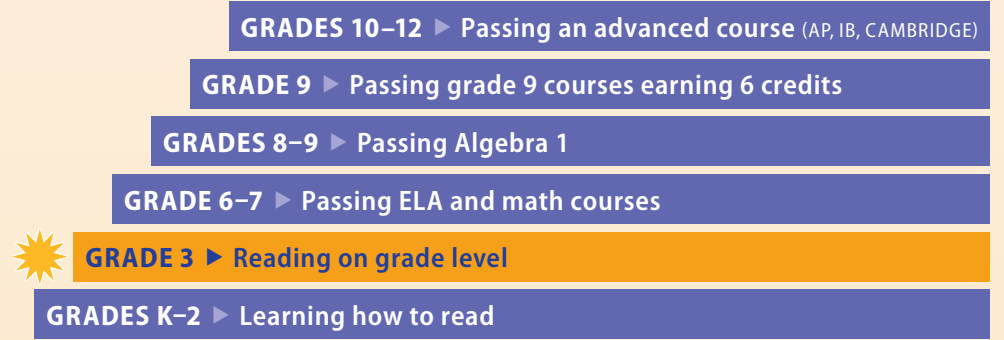 GRADES 10–12 ▶ Passing an advanced course (AP, IB, CAMBRIDGE)
GRADE 9 ▶ Passing grade 9 courses earning 6 credits
GRADES 8–9 ▶ Passing Algebra 1
GRADE 6–7 ▶ Passing ELA and math courses
GRADE 3 ▶ Reading on grade level
GRADES K–2 ▶ Learning how to read